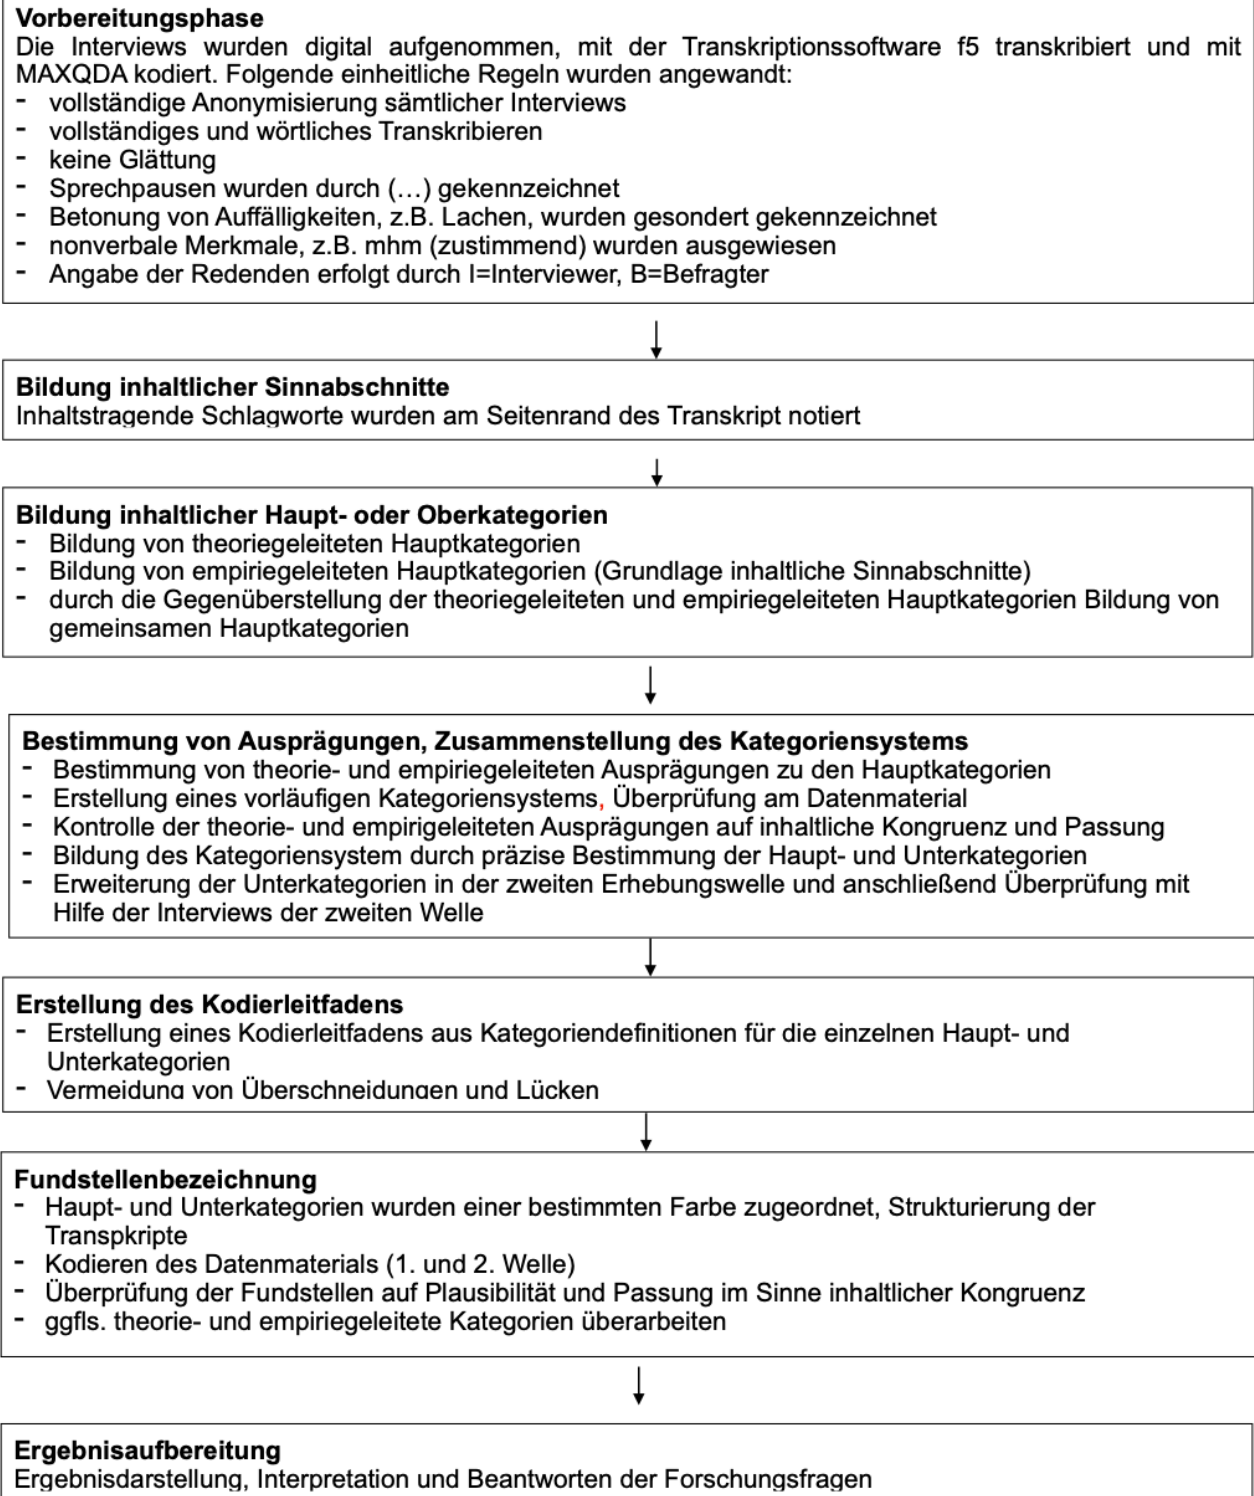 Vorbereitungsphase
Die Interviews wurden digital aufgenommen, mit der Transkriptionssoftware f5 transkribiert und mit
MAXQDA kodiert. Folgende einheitliche Regeln wurden angewandt:
- vollständige Anonymisierung sämtlicher Interviews
- vollständiges und wörtliches Transkribieren
- keine Glättung
- Sprechpausen wurden durch (…) gekennzeichnet
- Betonung von Auffälligkeiten, z.B. Lachen, wurden gesondert gekennzeichnet
- nonverbale Merkmale, z.B. mhm (zustimmend) wurden ausgewiesen
- Angabe der Redenden erfolgt durch I=Interviewer, B=Befragter
Bildung inhaltlicher Sinnabschnitte
Inhaltstragende Schlagworte wurden am Seitenrand des Transkript notiert
Bildung inhaltlicher Haupt- oder Oberkategorien
- Bildung von theoriegeleiteten Hauptkategorien
- Bildung von empiriegeleiteten Hauptkategorien (Grundlage inhaltliche Sinnabschnitte)
- durch die Gegenüberstellung der theoriegeleiteten und empiriegeleiteten Hauptkategorien Bildung von
gemeinsamen Hauptkategorien
Bestimmung von Ausprägungen, Zusammenstellung des Kategoriensystems
- Bestimmung von theorie- und empiriegeleiteten Ausprägungen zu den Hauptkategorien
- Erstellung eines vorläufigen Kategoriensystems, Überprüfung am Datenmaterial
- Kontrolle der theorie- und empirigeleiteten Ausprägungen auf inhaltliche Kongruenz und Passung
- Bildung des Kategoriensystem durch präzise Bestimmung der Haupt- und Unterkategorien
- Erweiterung der Unterkategorien in der zweiten Erhebungswelle und anschließend Überprüfung mit
Hilfe der Interviews der zweiten Welle
Erstellung des Kodierleitfadens
- Erstellung eines Kodierleitfadens aus Kategoriendefinitionen für die einzelnen Haupt- und
Unterkategorien
- Vermeidung von Überschneidungen und Lücken
Fundstellenbezeichnung
- Haupt- und Unterkategorien wurden einer bestimmten Farbe zugeordnet, Strukturierung der
Transpkripte
- Kodieren des Datenmaterials (1. und 2. Welle)
- Überprüfung der Fundstellen auf Plausibilität und Passung im Sinne inhaltlicher Kongruenz
- ggfls. theorie- und empiriegeleitete Kategorien überarbeiten
Ergebnisaufbereitung
Ergebnisdarstellung, Interpretation und Beantworten der Forschungsfragen